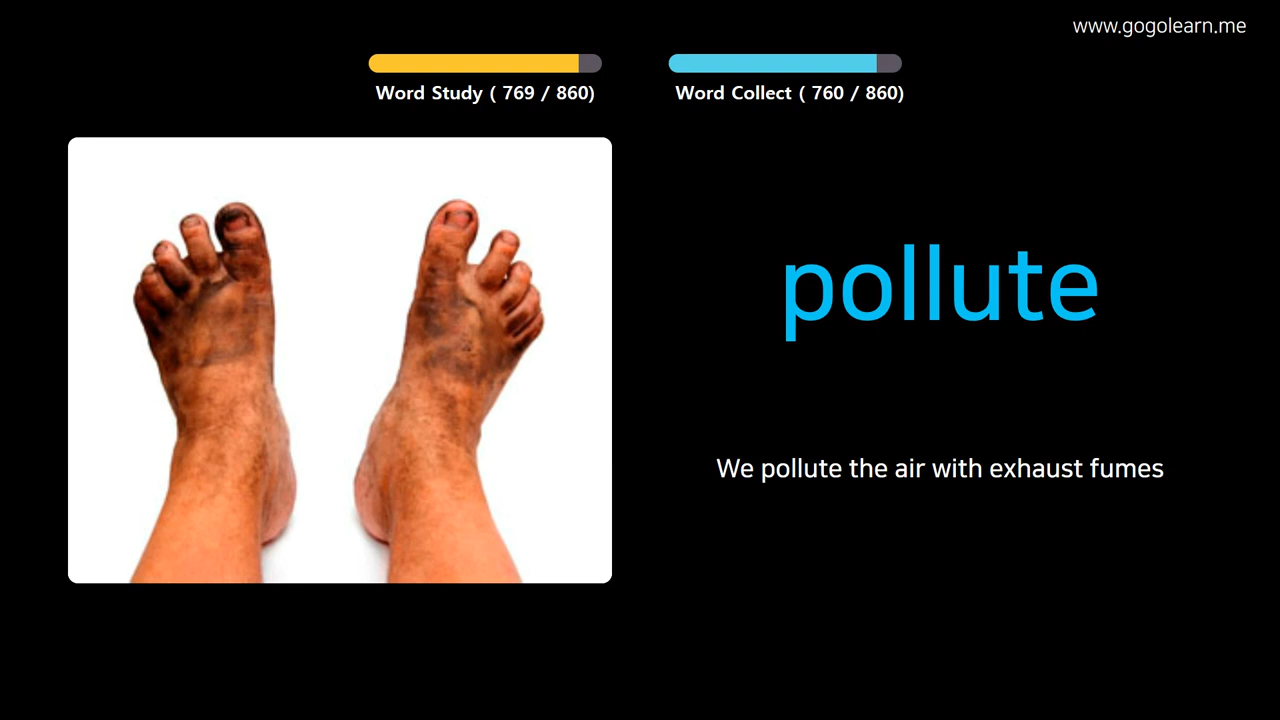 www.gogolearn.me
Word Study ( 769 / 860)
Word Collect ( 760 / 860)
pollute
We pollute the air with exhaust fumes